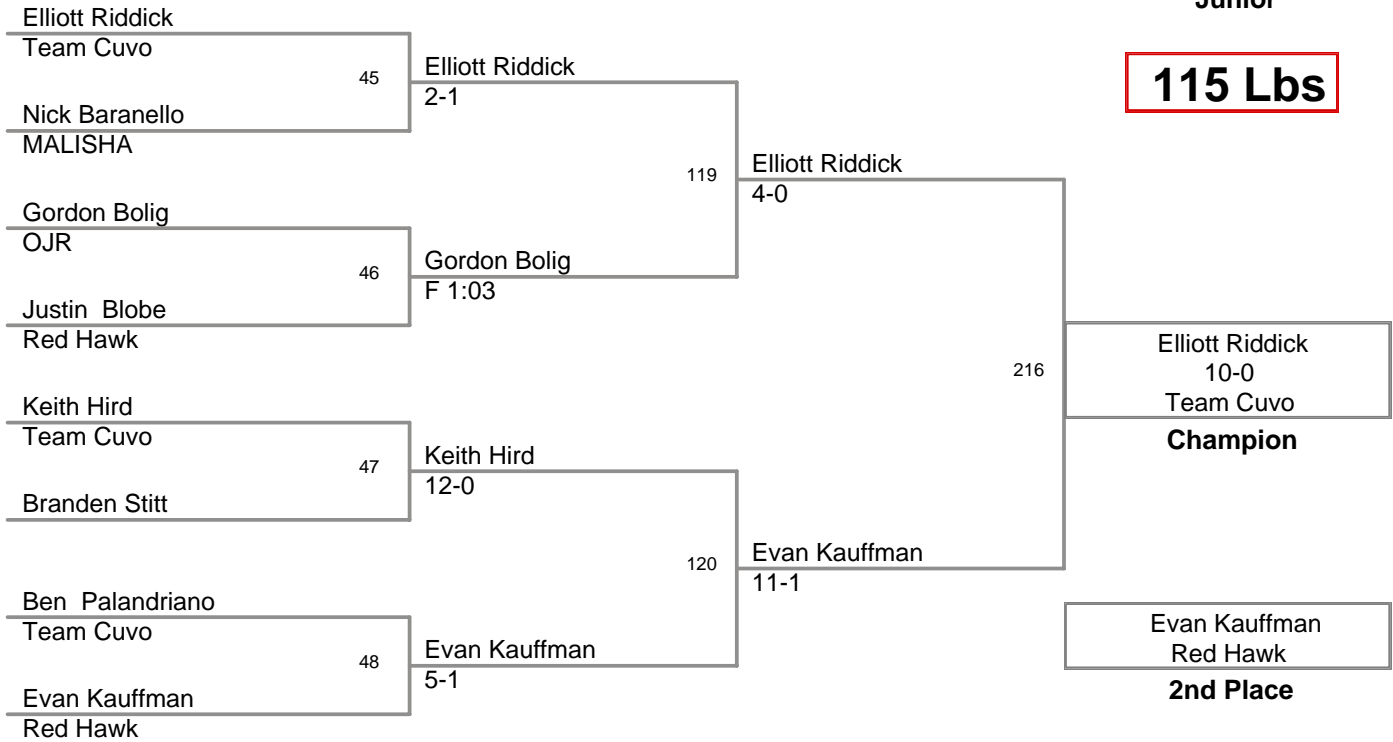 Junior
115 Lbs
Elliott Riddick
Team Cuvo
45
Nick Baranello
MALISHA
Elliott Riddick
2-1
Gordon Bolig
OJR
46
Justin  Blobe
Red Hawk
Gordon Bolig
F 1:03
119
Elliott Riddick
4-0
Keith Hird
Team Cuvo
47
Branden Stitt
Keith Hird
12-0
Ben  Palandriano
Team Cuvo
48
Evan Kauffman
Red Hawk
Evan Kauffman
5-1
120
Evan Kauffman
11-1
216
Elliott Riddick
10-0
Team Cuvo
Champion
Evan Kauffman
Red Hawk
2nd Place